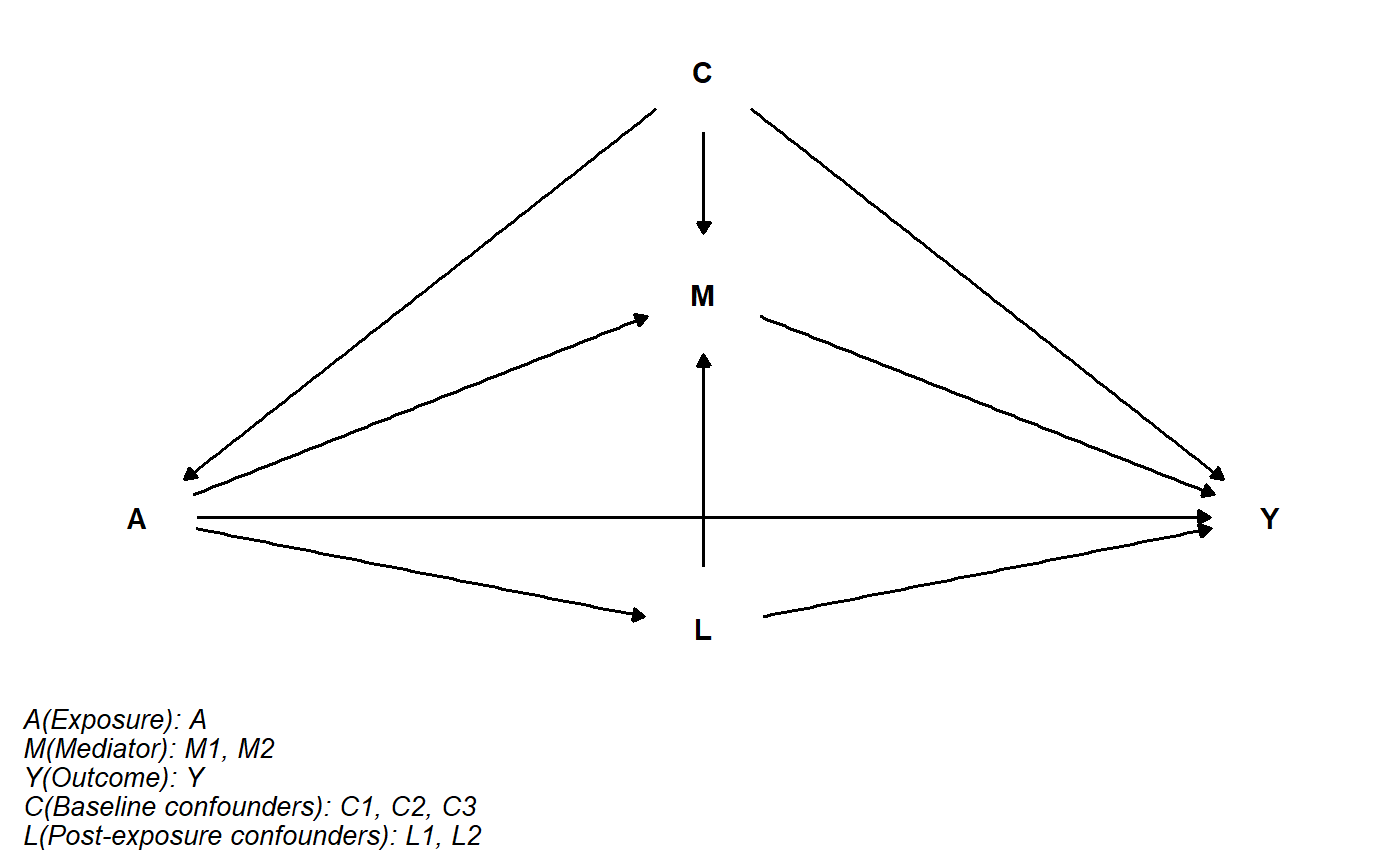 C
M
A
Y
L
A(Exposure): A
M(Mediator): M1, M2
Y(Outcome): Y
C(Baseline confounders): C1, C2, C3
L(Post-exposure confounders): L1, L2